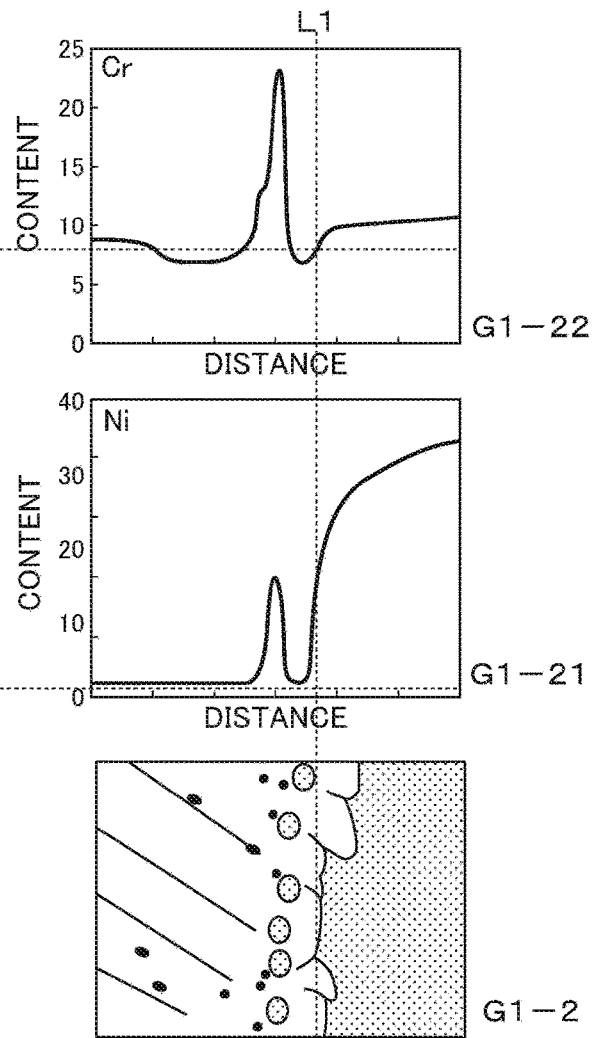 L1
25
Cr
20
15
CONTENT
10
5
0
G1-22
DISTANCE
40
Ni
30
CONTENT
20
10
0
G1-21
DISTANCE
G1-2